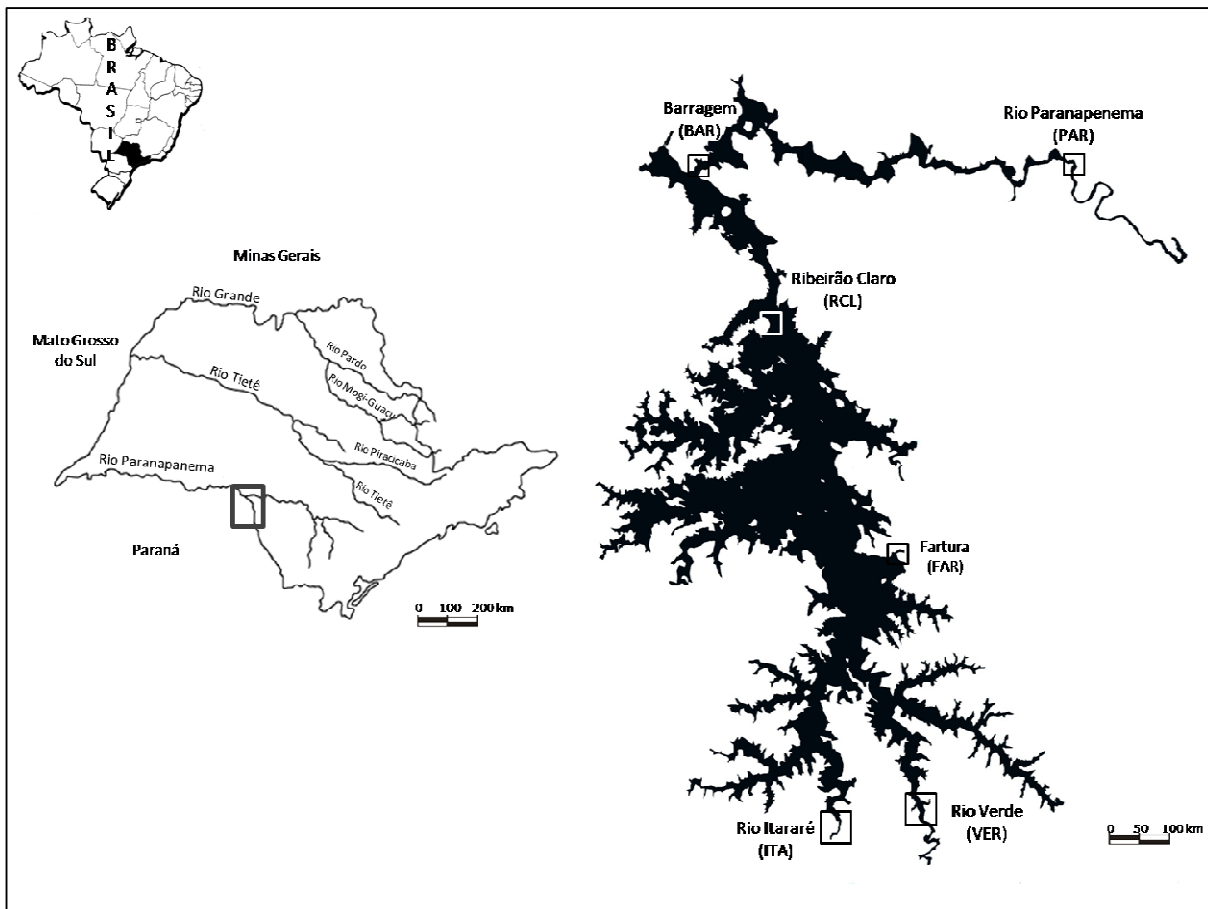 BRASIL
Minas Gerais
Rio Grande
Mato Grosso
do Sul
Rio Pardo
Rio Mogi-Guaçu
Rio Tietê
Rio Piracicaba
Rio Paranapanema
Rio Tietê
Paraná
0 100 200 km
Barragem
(BAR)
Rio Paranapenema
(PAR)
Ribeirão Claro
(RCL)
Fartura
(FAR)
Rio Itararé
(ITA)
Rio Verde
(VER)
0 50 100 km